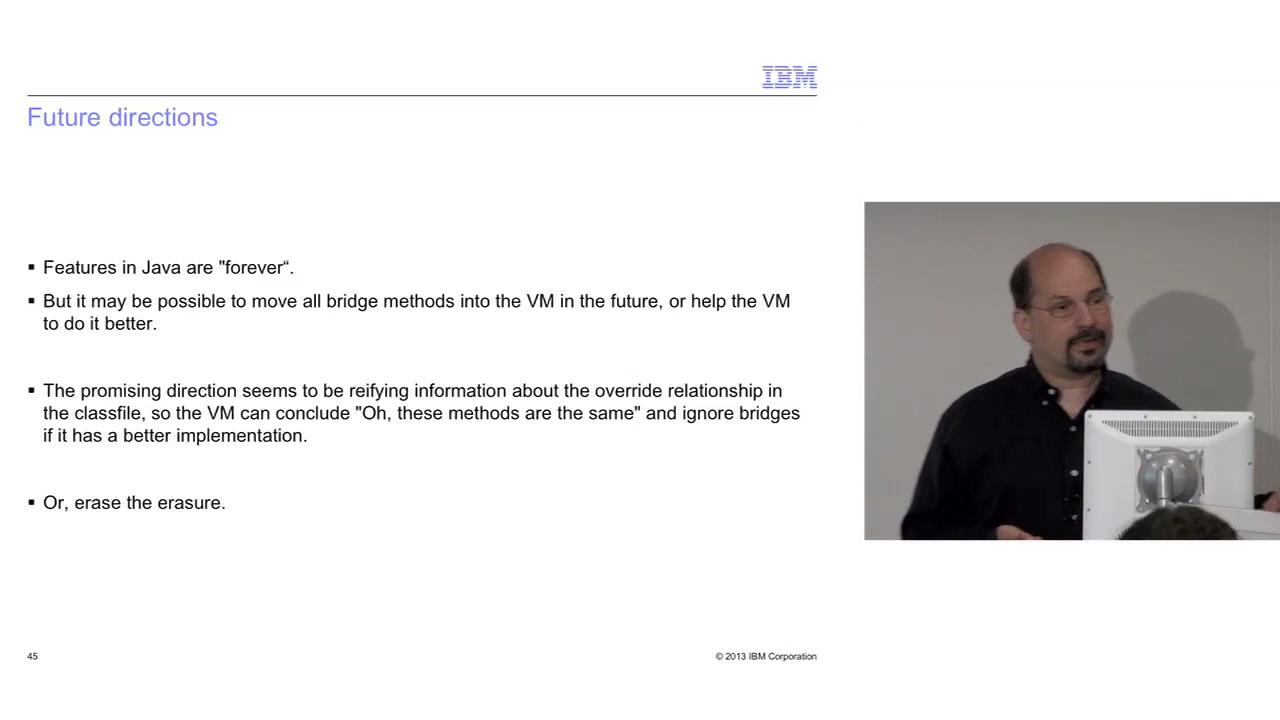 IBM
Future directions
▪ Features in Java are "forever“.
▪ But it may be possible to move all bridge methods into the VM in the future, or help the VM
to do it better.
▪ The promising direction seems to be reifying information about the override relationship in
the classfile, so the VM can conclude "Oh, these methods are the same" and ignore bridges
if it has a better implementation.
▪ Or, erase the erasure.
45
© 2013 IBM Corporation